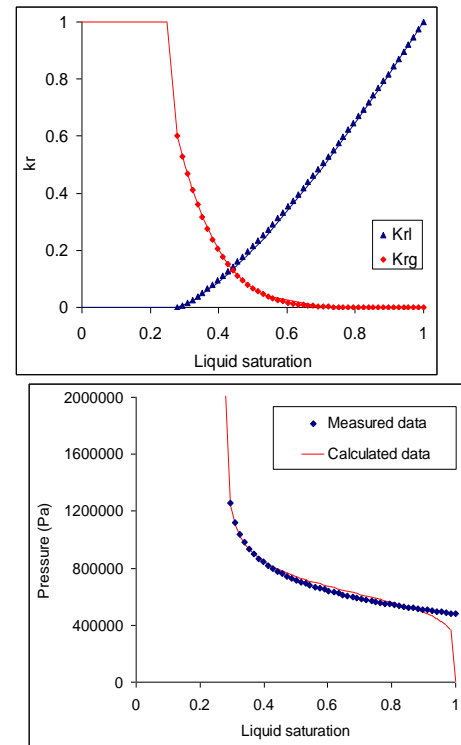 1
0.8
0.6
kr
0.4
0.2
0
Krl
Krg
0 0.2 0.4 0.6 0.8 1
Liquid saturation
2000000
1600000
1200000
Pressure (Pa)
800000
400000
0
Measured data
Calculated data
0 0.2 0.4 0.6 0.8 1
Liquid saturation